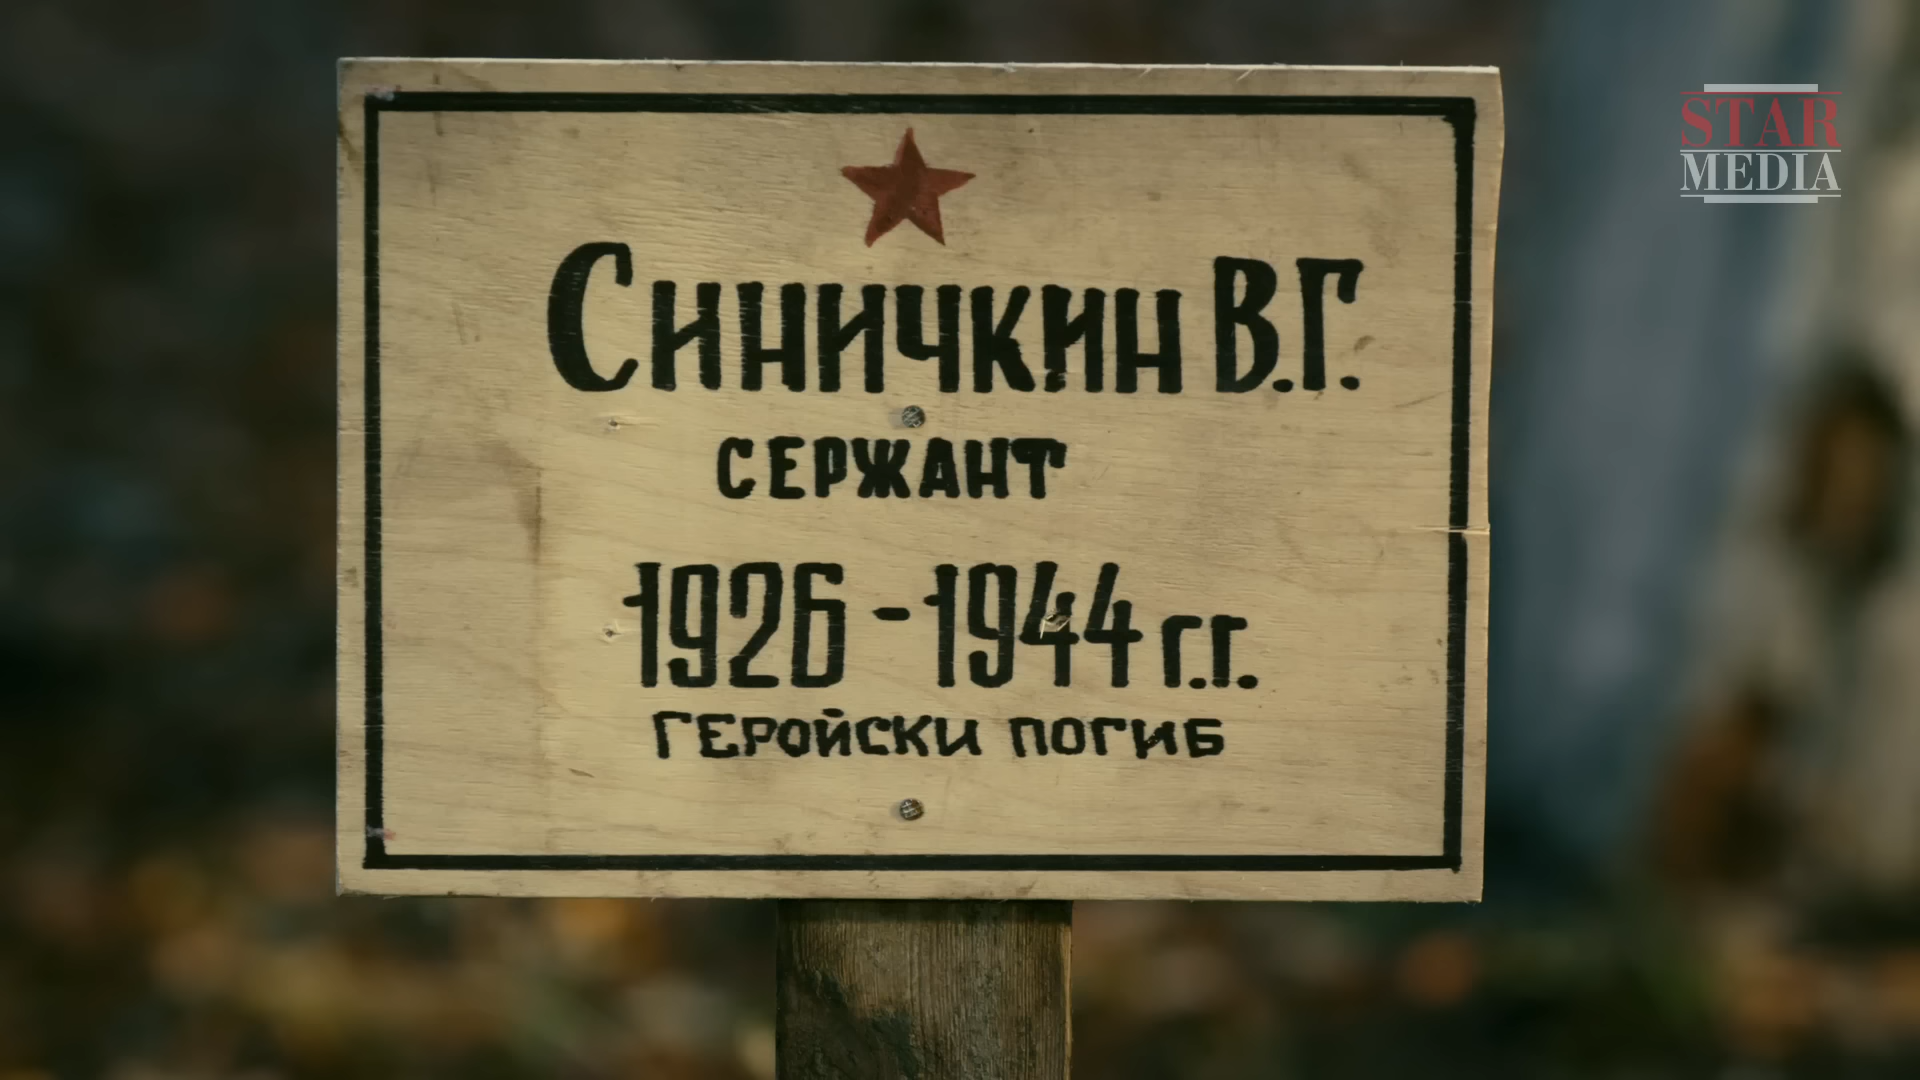 STAR
MEDIA
Синичкин В.Г.
СЕРЖАНТ
1926-1944 г.г.
ГЕРОЙСКИ ПОГИБ